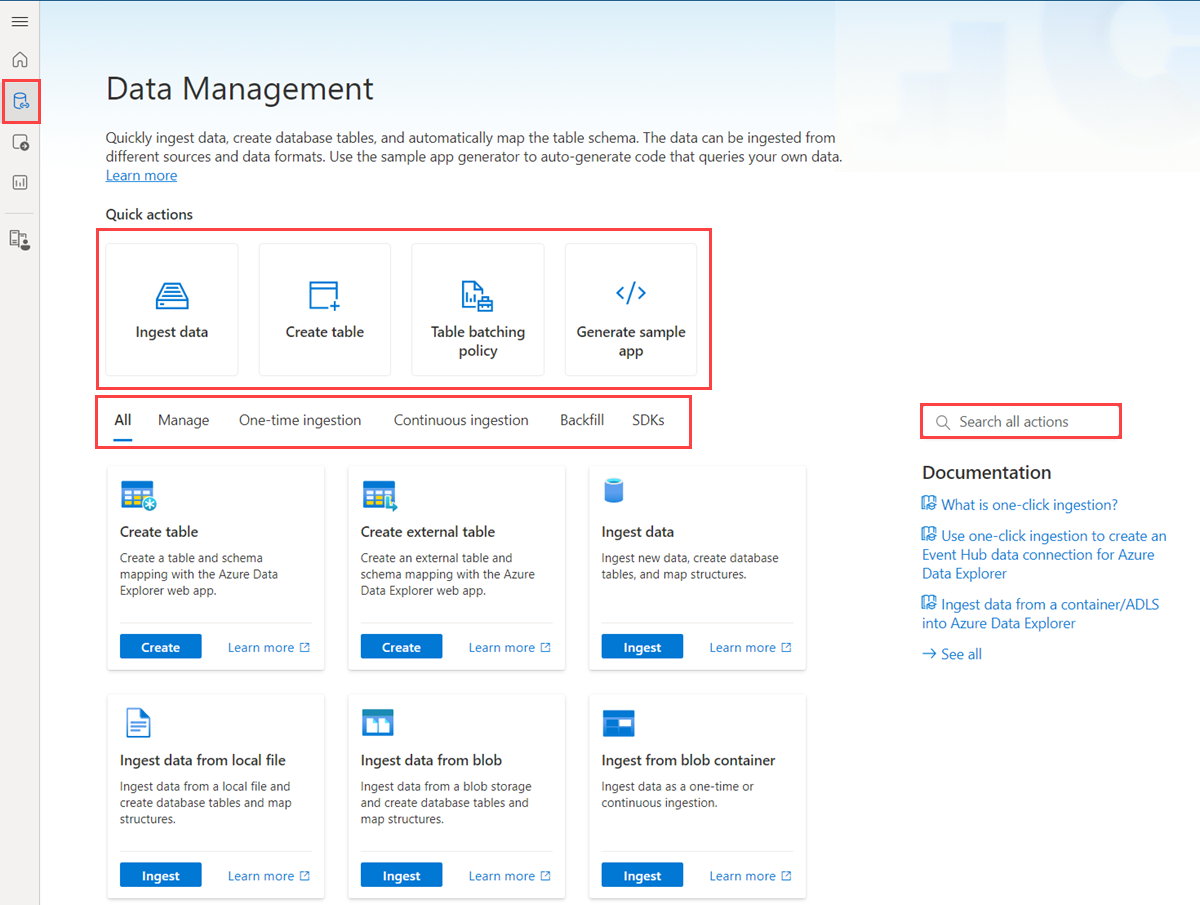 Data Management
Quickly ingest data, create database tables, and automatically map the table schema. The data can be ingested from
different sources and data formats. Use the sample app generator to auto-generate code that queries your own data.
Learn more
Quick actions
Ingest data
Create table
Table batching
policy
Generate sample
app
All Manage One-time ingestion Continuous ingestion Backfill SDKs
Search all actions
Create table
Create a table and schema
mapping with the Azure Data
Explorer web app.
Create Learn more
Create external table
Create an external table and
schema mapping with the Azure
Data Explorer web app.
Create Learn more
Ingest data
Ingest new data, create database
tables, and map structures.
Ingest Learn more
Ingest data from local file
Ingest data from a local file and
create database tables and map
structures.
Ingest Learn more
Ingest data from blob
Ingest data from a blob storage
and create database tables and
map structures.
Ingest Learn more
Ingest from blob container
Ingest data as a one-time or
continuous ingestion.
Ingest Learn more
Documentation
What is one-click ingestion?
Use one-click ingestion to create an
Event Hub data connection for Azure
Data Explorer
Ingest data from a container/ADLS
into Azure Data Explorer
See all